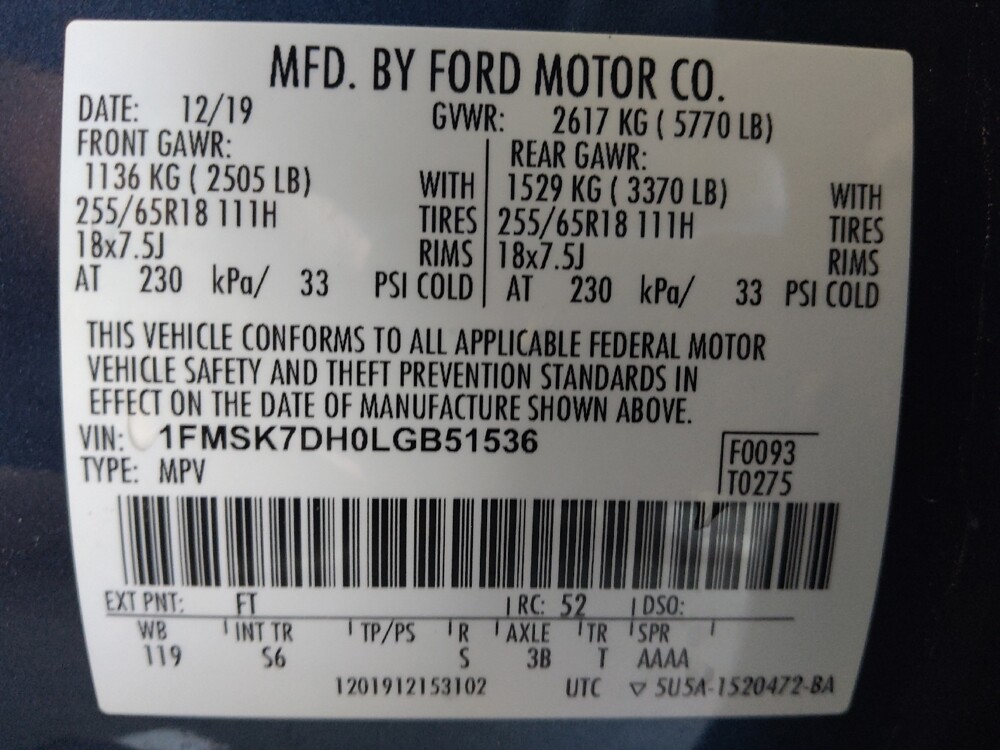 MFD. BY FORD MOTOR CO.
DATE: 12/19 GVWR: 2617 KG ( 5770 LB)
FRONT GAWR: REAR GAWR:
1136 KG ( 2505 LB) WITH 1529 KG ( 3370 LB) WITH
255/65R18 111H TIRES 255/65R18 111H TIRES
18x7.5J RIMS 18x7.5J RIMS
AT 230 kPa/ 33 PSI COLD AT 230 kPa/ 33 PSI COLD
THIS VEHICLE CONFORMS TO ALL APPLICABLE FEDERAL MOTOR
VEHICLE SAFETY AND THEFT PREVENTION STANDARDS IN
EFFECT ON THE DATE OF MANUFACTURE SHOWN ABOVE.
VIN: 1FMSK7DH0LGB51536
F0093
TYPE: MPV T0275
EXT PNT: FT RC: 52 DSO:
WB INT TR TP/PS R AXLE TR SPR
119 S6 S 3B T AAAA
1201912153102 UTC ▽ 5U5A-1520472-BA